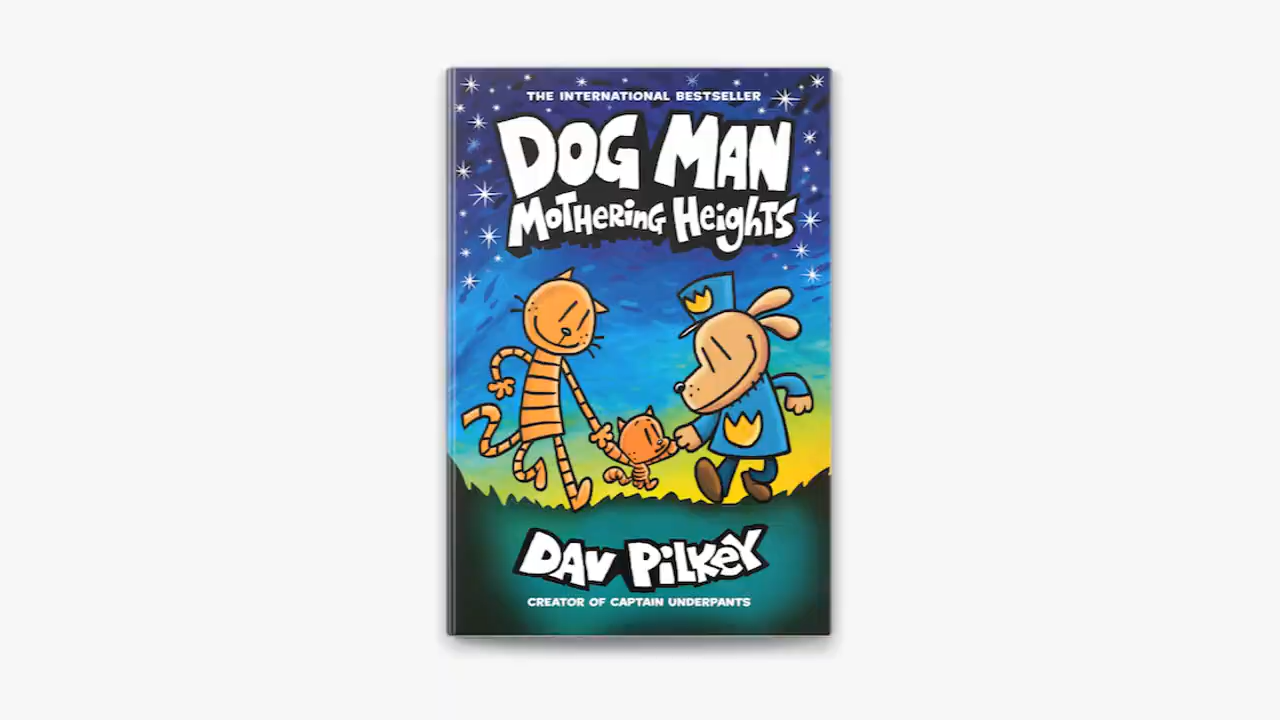 THE INTERNATIONAL BESTSELLER
DOG MAN
MOTHERING HEIGHTS
DAV PILKEY
CREATOR OF CAPTAIN UNDERPANTS